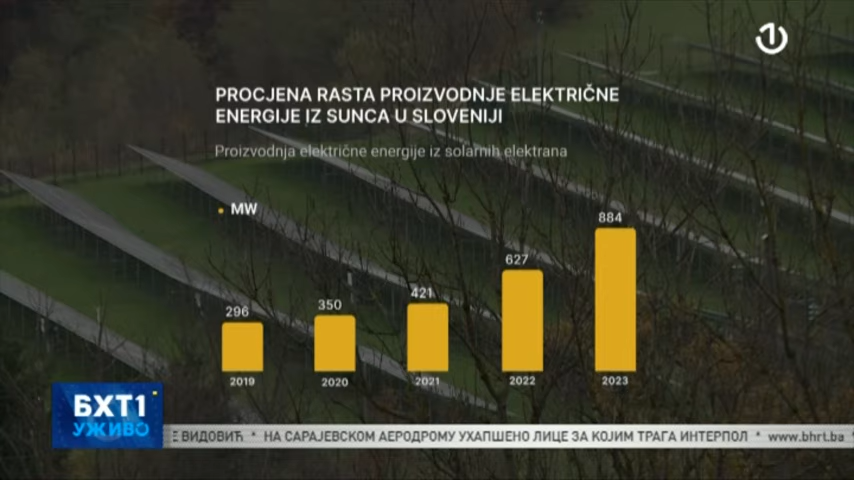 PROCJENA RASTA PROIZVODNJE ELEKTRIČNE
ENERGIJE IZ SUNCA U SLOVENIJI
Proizvodnja električne energije iz solarnih elektrana
MW
296
350
421
627
884
2019
2020
2021
2022
2023
БХТ1
УЖИВО
Е ВИДОВИЋ * НА САРАЈЕВСКОМ АЕРОДРОМУ УХАПШЕНО ЛИЦЕ ЗА КОЈИМ ТРАГА ИНТЕРПОЛ * www.bhrt.ba